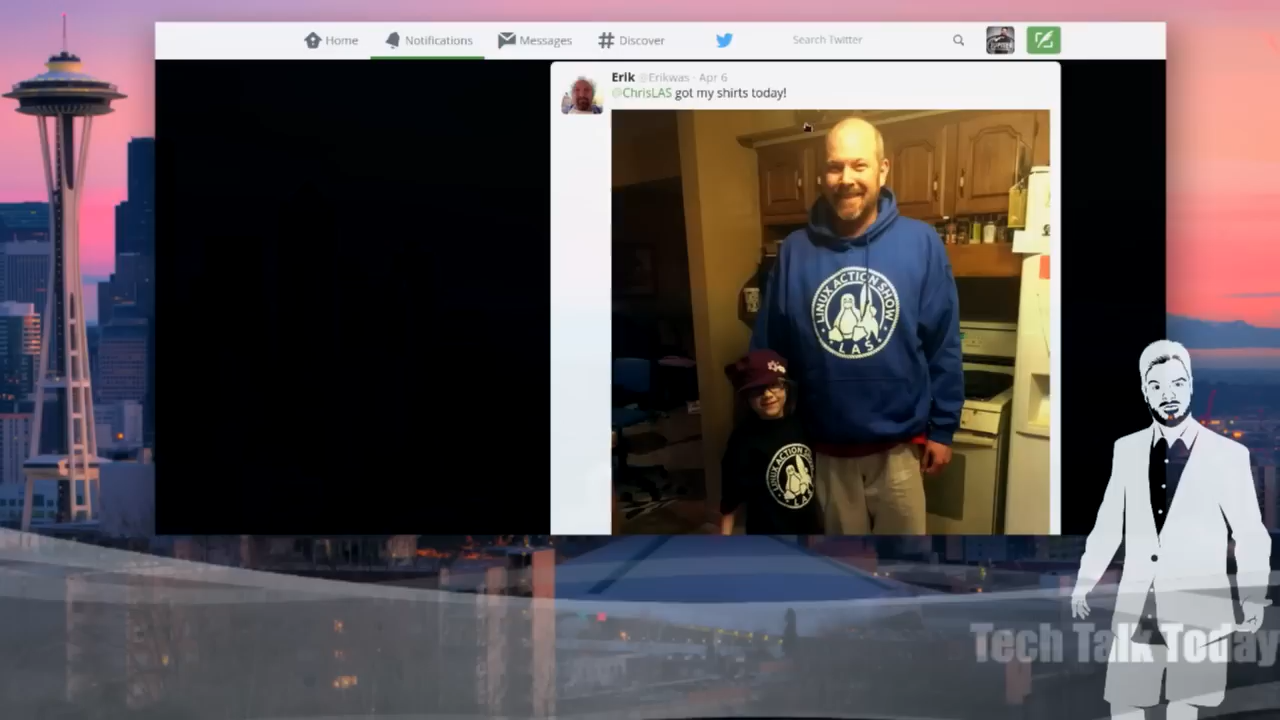 Home
Notifications
Messages
Discover
Search Twitter
Erik @Erikwas · Apr 6
@ChrisLAS got my shirts today!
LINUX ACTION SHOW
LAS
LINUX ACTION SHOW
LAS
Tech Talk Today